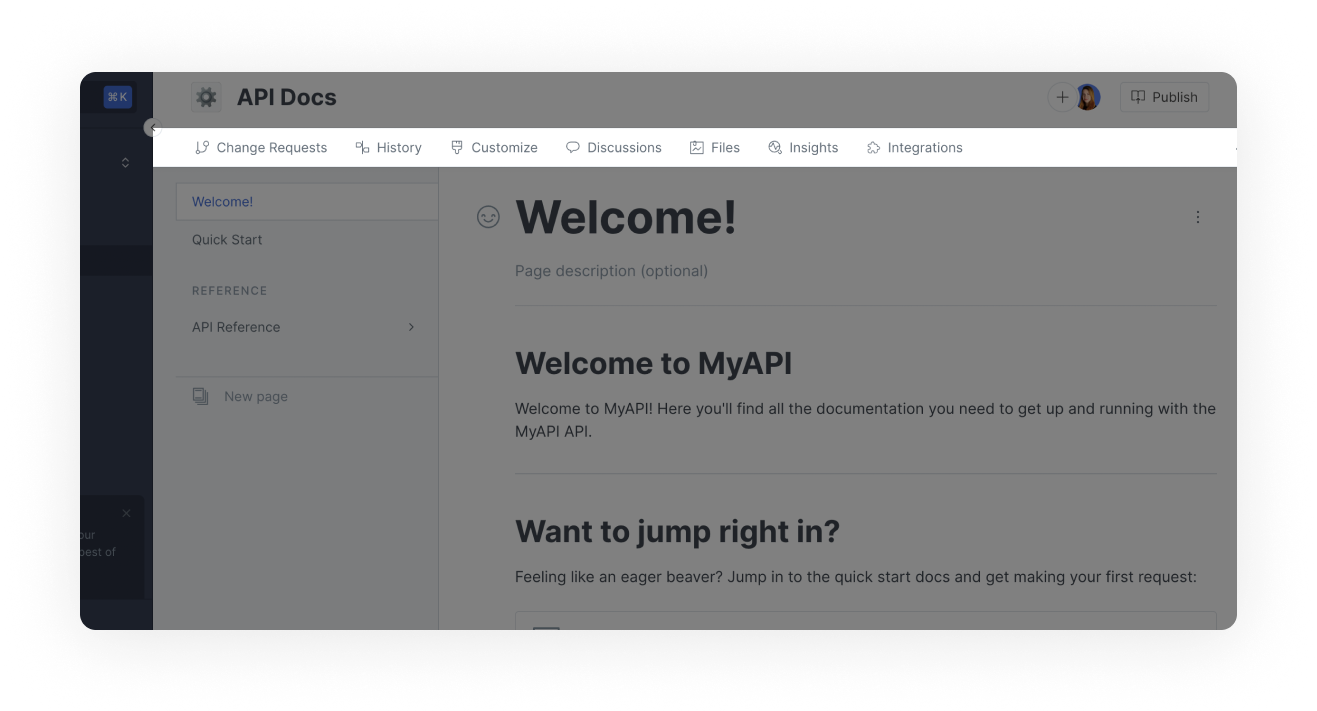 ⌘K
API Docs
Publish
Change Requests
History
Customize
Discussions
Files
Insights
Integrations
Welcome!
Quick Start
REFERENCE
API Reference
New page
Welcome!
Page description (optional)
Welcome to MyAPI
Welcome to MyAPI! Here you'll find all the documentation you need to get up and running with the
MyAPI API.
Want to jump right in?
Feeling like an eager beaver? Jump in to the quick start docs and get making your first request:
our
best of